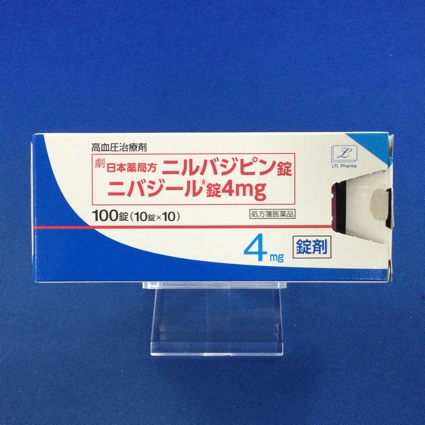 高血圧治療剤
劇 日本薬局方 ニルバジピン錠
ニバジール®錠4mg
100錠(10錠×10)
処方箋医薬品
LTL Pharma
4mg 錠剤